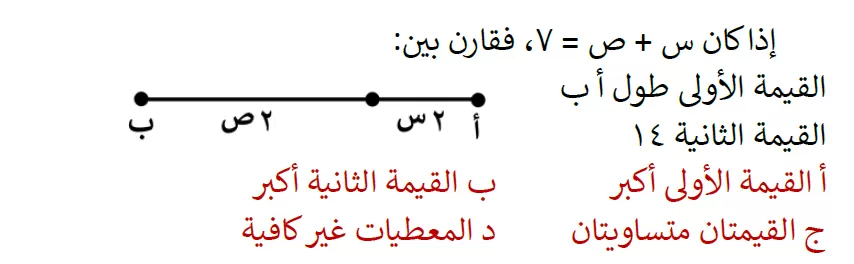 إذا كان س + ص = ٧، فقارن بين:
القيمة الأولى طول أ ب
القيمة الثانية ١٤
أ ٢ س ٢ ص ب
أ القيمة الأولى أكبر ب القيمة الثانية أكبر
ج القيمتان متساويتان د المعطيات غير كافية